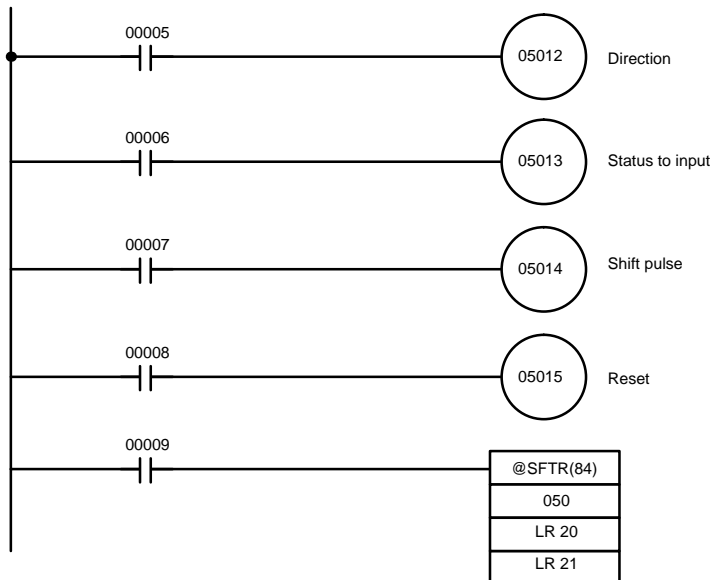 00005
05012 Direction
00006
05013 Status to input
00007
05014 Shift pulse
00008
05015 Reset
00009
@SFTR(84)
050
LR 20
LR 21